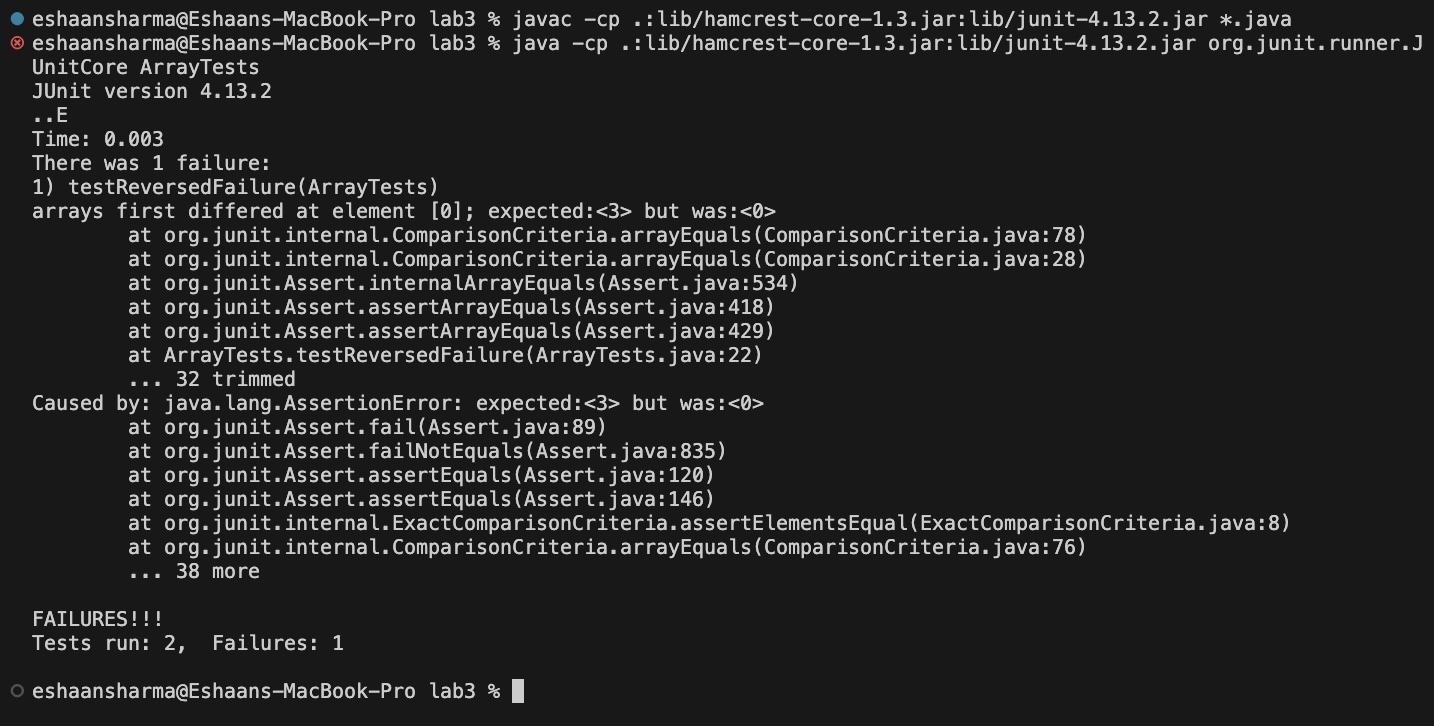 eshaansharma@Eshaans-MacBook-Pro lab3 % javac -cp .:lib/hamcrest-core-1.3.jar:lib/junit-4.13.2.jar *.java
eshaansharma@Eshaans-MacBook-Pro lab3 % java -cp .:lib/hamcrest-core-1.3.jar:lib/junit-4.13.2.jar org.junit.runner.J
UnitCore ArrayTests
JUnit version 4.13.2
..E
Time: 0.003
There was 1 failure:
1) testReversedFailure(ArrayTests)
arrays first differed at element [0]; expected:<3> but was:<0>
        at org.junit.internal.ComparisonCriteria.arrayEquals(ComparisonCriteria.java:78)
        at org.junit.internal.ComparisonCriteria.arrayEquals(ComparisonCriteria.java:28)
        at org.junit.Assert.internalArrayEquals(Assert.java:534)
        at org.junit.Assert.assertArrayEquals(Assert.java:418)
        at org.junit.Assert.assertArrayEquals(Assert.java:429)
        at ArrayTests.testReversedFailure(ArrayTests.java:22)
        ... 32 trimmed
Caused by: java.lang.AssertionError: expected:<3> but was:<0>
        at org.junit.Assert.fail(Assert.java:89)
        at org.junit.Assert.failNotEquals(Assert.java:835)
        at org.junit.Assert.assertEquals(Assert.java:120)
        at org.junit.Assert.assertEquals(Assert.java:146)
        at org.junit.internal.ExactComparisonCriteria.assertElementsEqual(ExactComparisonCriteria.java:8)
        at org.junit.internal.ComparisonCriteria.arrayEquals(ComparisonCriteria.java:76)
        ... 38 more

FAILURES!!!
Tests run: 2,  Failures: 1

eshaansharma@Eshaans-MacBook-Pro lab3 %